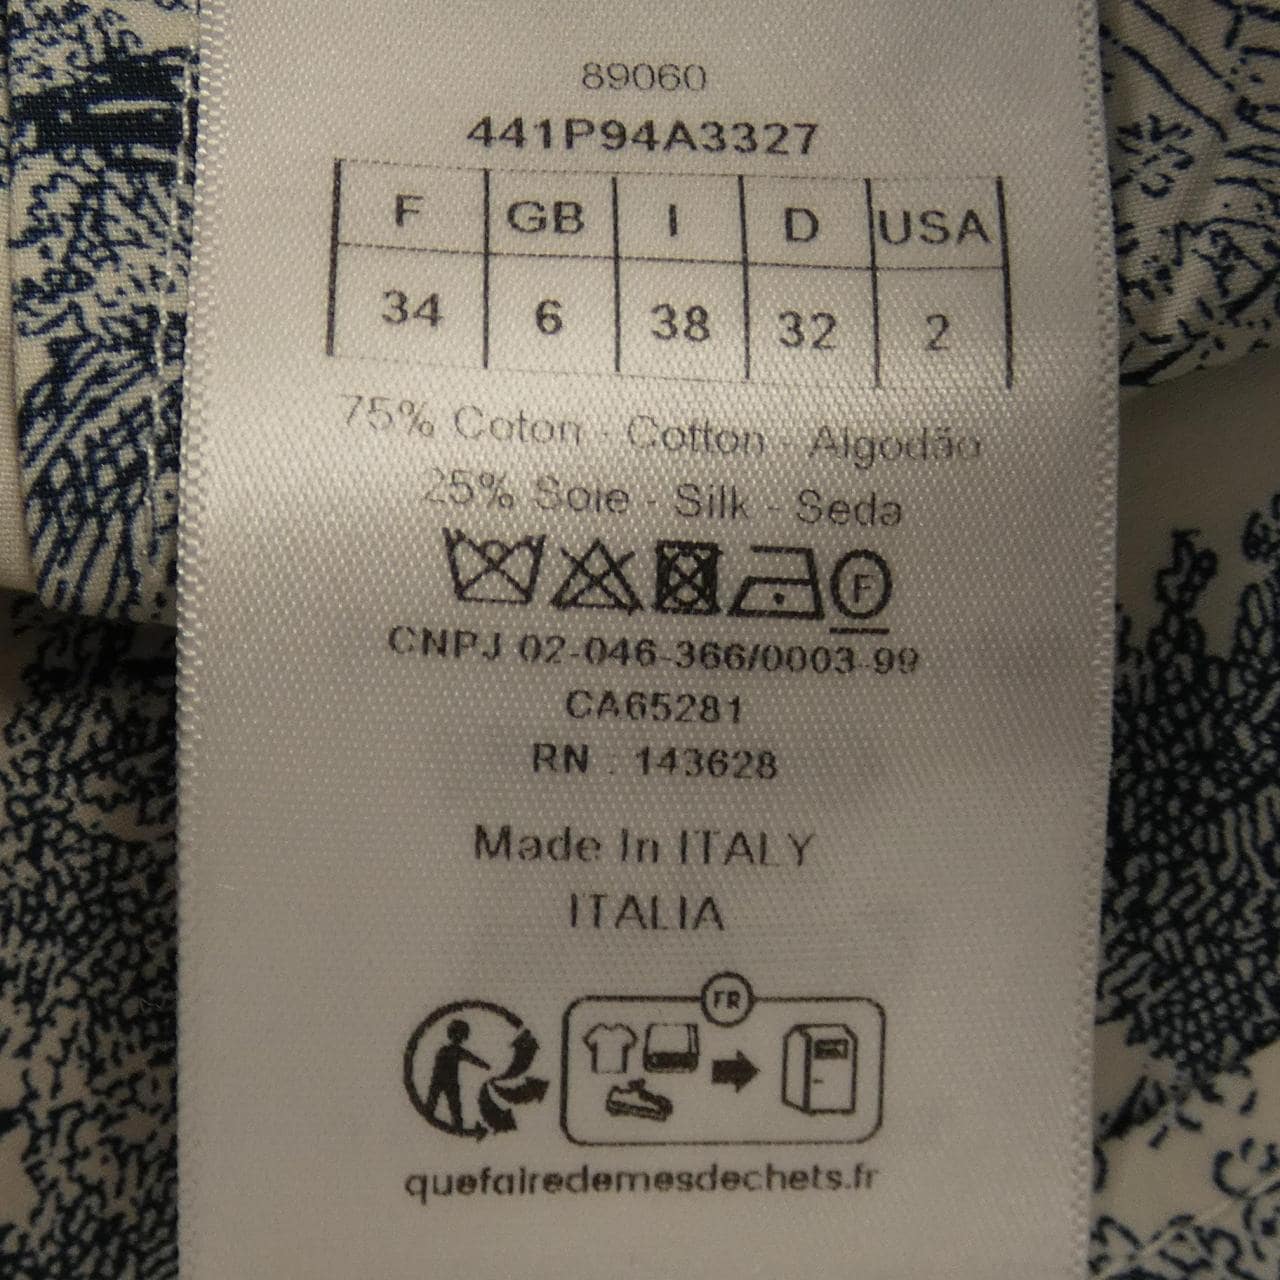 89060
441P94A3327
F GB I D USA
34 6 38 32 2
75% Coton - Cotton - Algodão
25% Soie - Silk - Seda
F
CNPJ 02-046-366/0003-99
CA65281
RN : 143628
Made In ITALY
ITALIA
FR
quefairedemesdechets.fr